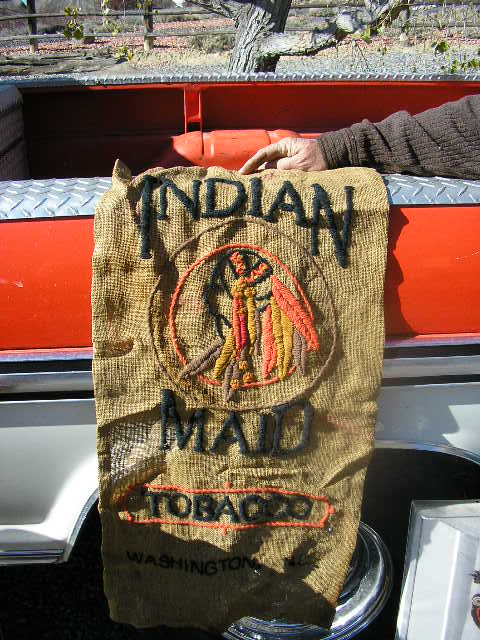 INDIAN
MAID
TOBACCO
WASHINGTON, N.C.